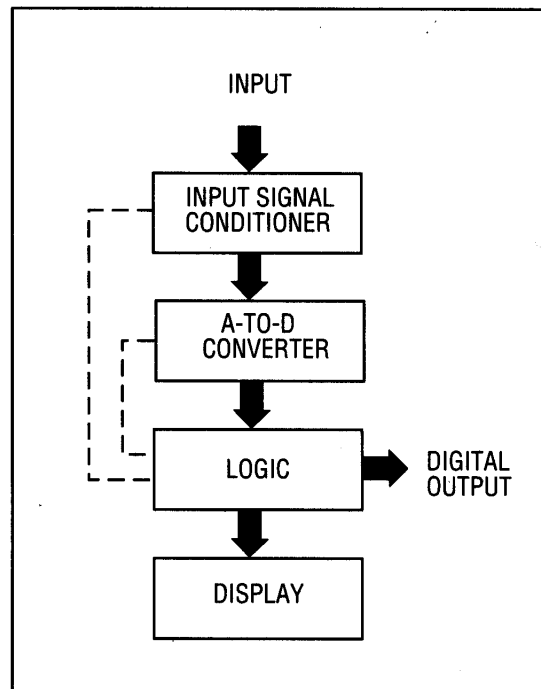 INPUT
INPUT SIGNAL
CONDITIONER
A-TO-D
CONVERTER
LOGIC
DIGITAL
OUTPUT
DISPLAY